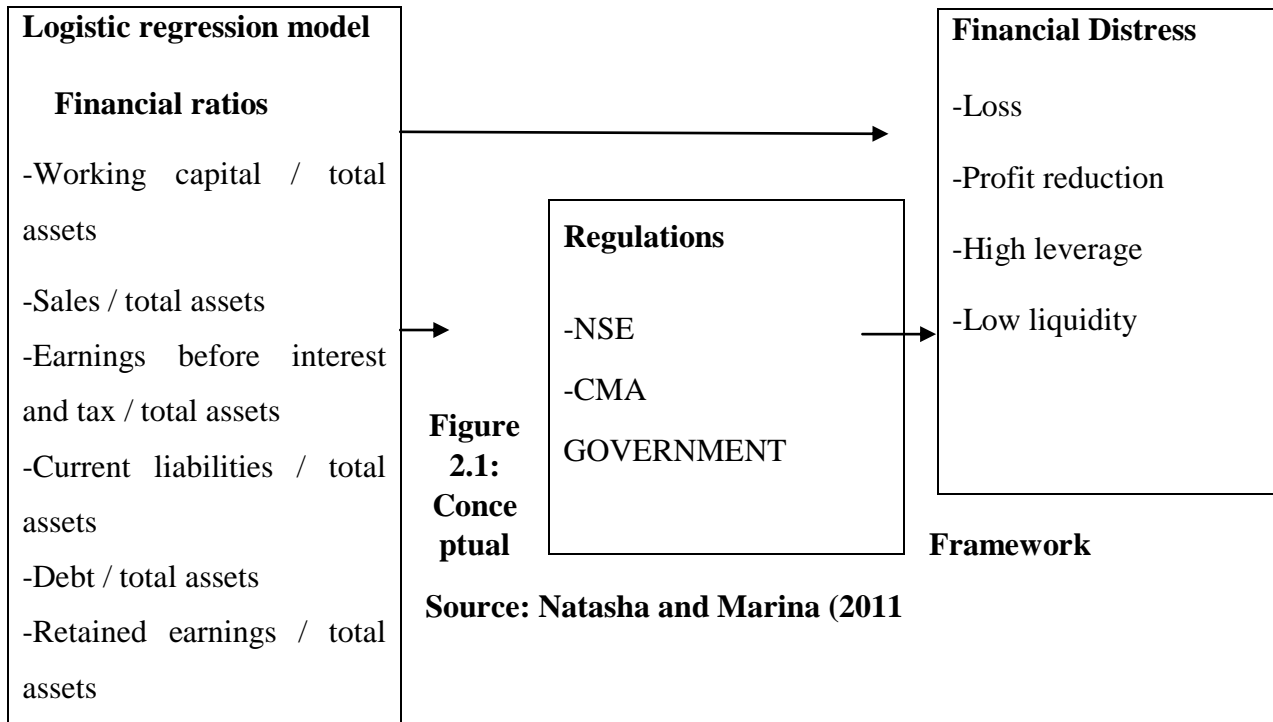 Logistic regression model
Financial ratios
-Working capital / total
assets
-Sales / total assets
-Earnings before interest
and tax / total assets
-Current liabilities / total
assets
-Debt / total assets
-Retained earnings / total
assets
Figure
2.1:
Conce
ptual
Regulations
-NSE
-CMA
GOVERNMENT
Financial Distress
-Loss
-Profit reduction
-High leverage
-Low liquidity
Framework
Source: Natasha and Marina (2011